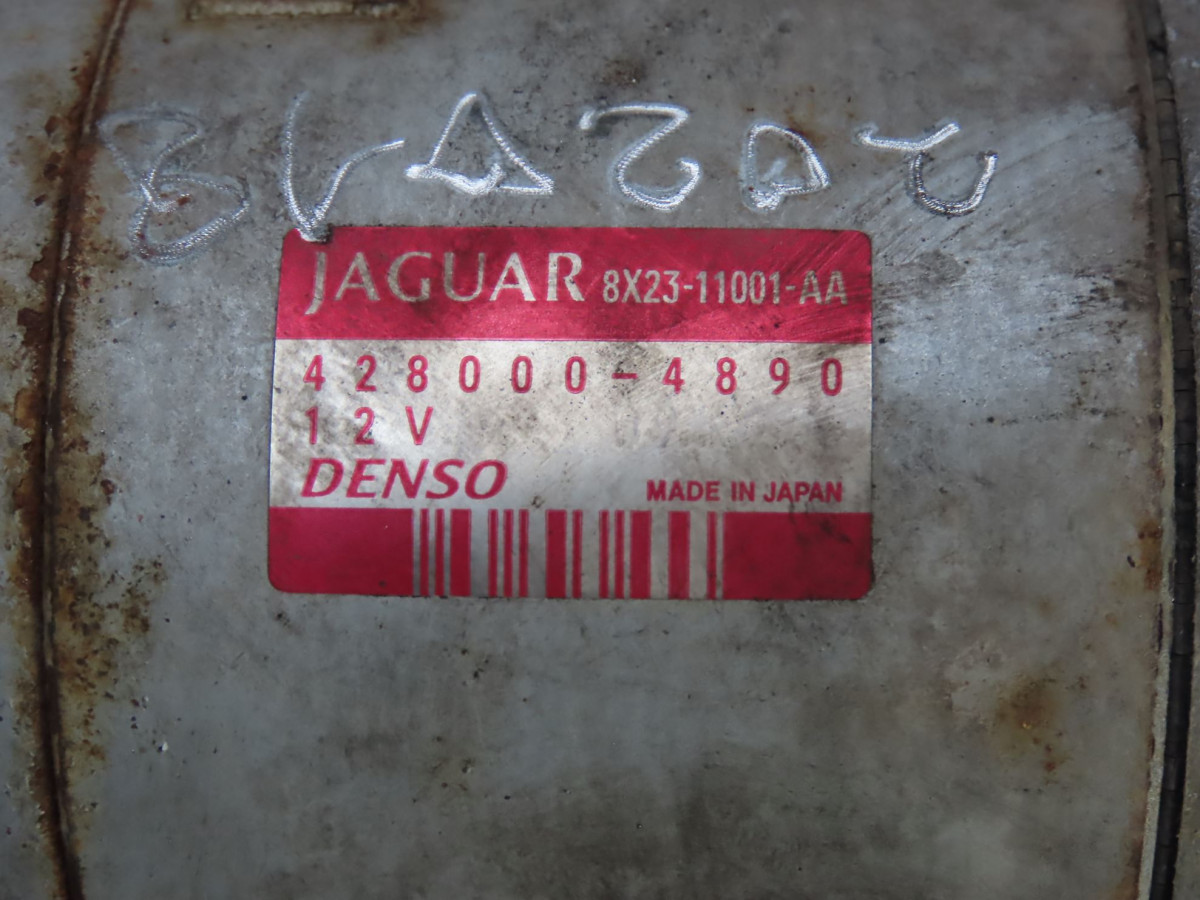 JAGUAR 8X23-11001-AA
428000-4890
12V
DENSO MADE IN JAPAN